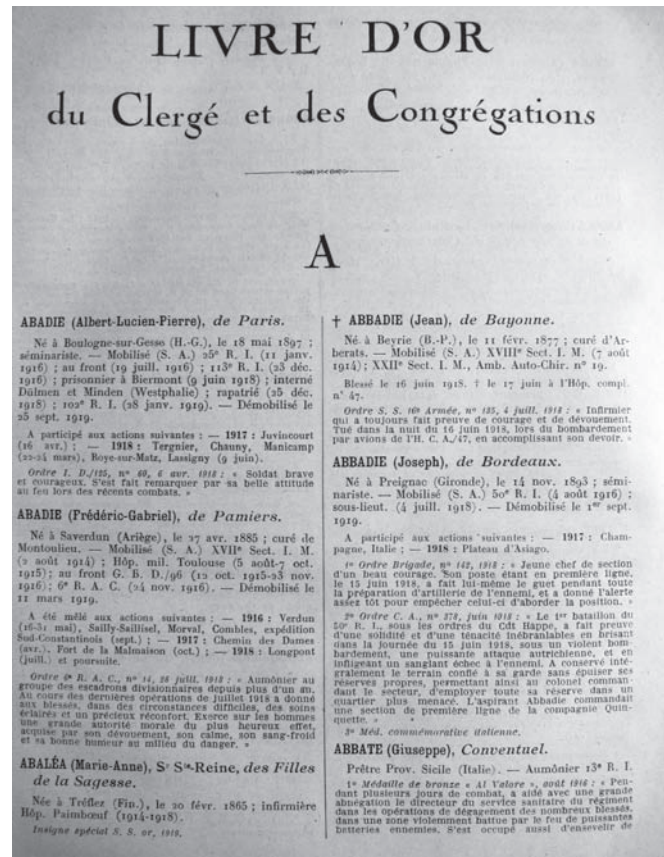 LIVRE D'OR
du Clergé et des Congrégations
A
ABADIE (Albert-Lucien-Pierre), de Paris.
Né à Boulogne-sur-Gesse (H.-G.), le 18 mai 1897 ;
séminariste. — Mobilisé (S. A.) 25e R. I. (11 janv.
1916) ; au front (19 juill. 1916) ; 113e R. I. (23 déc.
1916) ; prisonnier à Biermont (9 juin 1918) ; interné
Dülmen et Minden (Westphalie) ; rapatrié (25 déc.
1918) ; 102e R. I. (28 janv. 1919). — Démobilisé le
25 sept. 1919.
A participé aux actions suivantes : — 1917 : Juvincourt
(16 avr.) ; — 1918 : Tergnier, Chauny, Manicamp
(22-24 mars), Boye-sur-Matz, Lassigny (9 juin).
Ordre I. D./125, n° 60, 6 avr. 1918 : « Soldat brave
et courageux. S'est fait remarquer par sa belle attitude
au feu lors des récents combats. »
ABADIE (Frédéric-Gabriel), de Pamiers.
Né à Saverdun (Ariège), le 27 avr. 1885 ; curé de
Montoulieu. — Mobilisé (S. A.) XVIIe Sect. I. M.
(2 août 1914) ; Hôp. mil. Toulouse (5 août-7 oct.
1915) ; au front G. B. D./96 (12 oct. 1915-23 nov.
1916) ; 6e R. A. C. (24 nov. 1916). — Démobilisé le
11 mars 1919.
A été mêlé aux actions suivantes : — 1916 : Verdun
(16-31 mai), Sailly-Saillisel, Morval, Combles, expédition
Sud-Constantinois (sept.) ; — 1917 : Chemin des Dames
(avr.). Fort de la Malmaison (oct.) ; — 1918 : Longpont
(juill.) et poursuite.
Ordre 6e R. A. C., n° 14, 26 juill. 1918 : « Aumônier au
groupe des escadrons divisionnaires depuis plus d'un an.
Au cours des dernières opérations de juillet 1918 a donné
aux blessés, dans des circonstances difficiles, des soins
éclairés et un précieux réconfort. Exerce sur les hommes
une grande autorité morale du plus heureux effet,
acquise par son dévouement, son calme, son sang-froid
et sa bonne humeur au milieu du danger. »
ABALÉA (Marie-Anne), Sr Ste-Reine, des Filles
de la Sagesse.
Née à Tréflez (Fin.), le 20 févr. 1865 ; infirmière
Hôp. Paimbœuf (1914-1918).
Insigne spécial S. S. or, 1919.
† ABBADIE (Jean), de Bayonne.
Né à Beyrie (B.-P.), le 11 févr. 1877 ; curé d'Ar-
berats. — Mobilisé (S. A.) XVIIIe Sect. I. M. (7 août
1914) ; XXIIe Sect. I. M., Amb. Auto-Chir. n° 19.
Blessé le 16 juin 1918. † le 17 juin à l'Hôp. compl.
n° 47.
Ordre S. S. 10e Armée, n° 135, 4 juill. 1918 : « Infirmier
qui a toujours fait preuve de courage et de dévouement.
Tué dans la nuit du 16 juin 1918, lors du bombardement
par avions de l'H. C. A./47, en accomplissant son devoir. »
ABBADIE (Joseph), de Bordeaux.
Né à Preignac (Gironde), le 14 nov. 1893 ; sémi-
nariste. — Mobilisé (S. A.) 50e R. I. (4 août 1916) ;
sous-lieut. (4 juill. 1918). — Démobilisé le 1er sept.
1919.
A participé aux actions suivantes : — 1917 : Cham-
pagne, Italie ; — 1918 : Plateau d'Asiago.
1° Ordre Brigade, n° 142, 1918 : « Jeune chef de section
d'un beau courage. Son poste étant en première ligne,
le 15 juin 1918, a fait lui-même le guet pendant toute
la préparation d'artillerie de l'ennemi, et a donné l'alerte
assez tôt pour empêcher celui-ci d'aborder la position. »
2° Ordre C. A., n° 378, juin 1918 : « Le 1er bataillon du
50e R. I., sous les ordres du Cdt Happe, a fait preuve
d'une solidité et d'une ténacité inébranlables en brisant
dans la journée du 15 juin 1918, sous un violent bom-
bardement, une puissante attaque autrichienne, et en
infligeant un sanglant échec à l'ennemi. A conservé inté-
gralement le terrain confié à sa garde sans épuiser ses
réserves propres, permettant ainsi au colonel comman-
dant le secteur, d'employer toute sa réserve dans un
quartier plus menacé. L'aspirant Abbadie commandait
une section de première ligne de la compagnie Quin-
quette. »
3° Méd. commémorative italienne.
ABBATE (Giuseppe), Conventuel.
Prêtre Prov. Sicile (Italie). — Aumônier 13e R. I.
1° Médaille de bronze « Al Valore », août 1916 : « Pen-
dant plusieurs jours de combat, a aidé avec une grande
abnégation le directeur du service sanitaire du régiment
dans les opérations de dégagement des nombreux blessés,
dans une zone violemment battue par le feu de puissantes
batteries ennemies. S'est occupé aussi d'ensevelir de